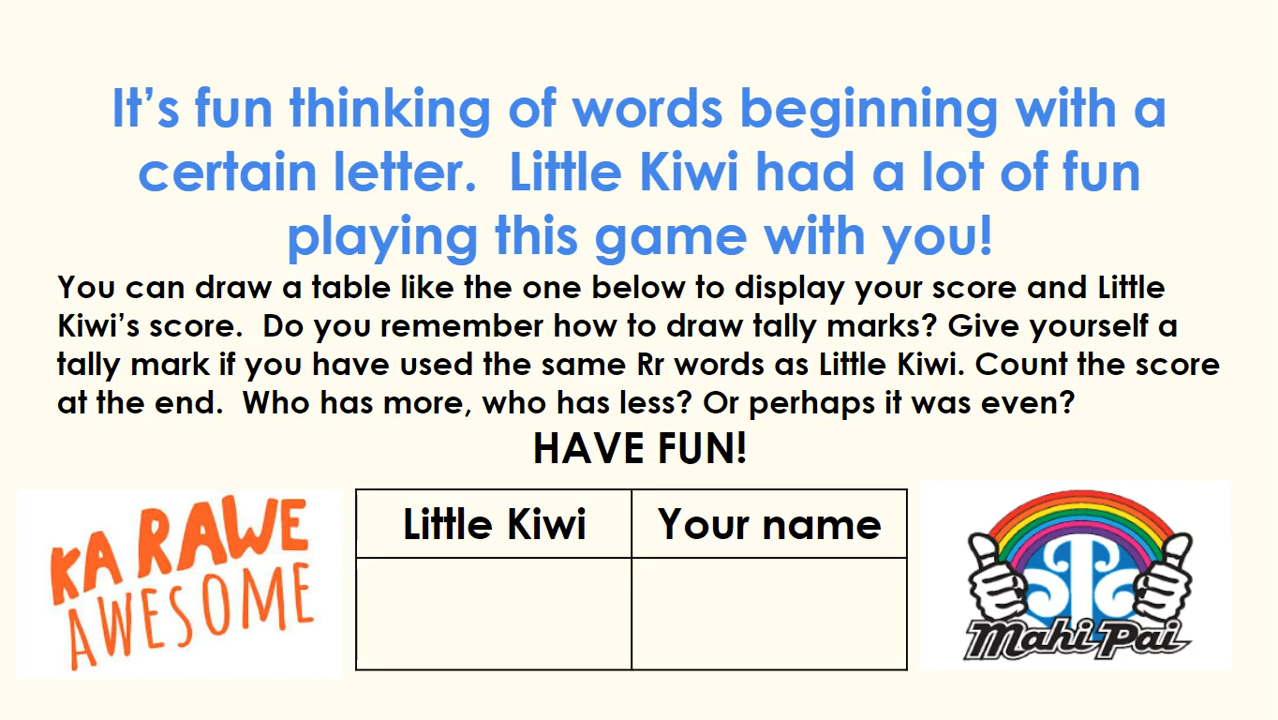 It’s fun thinking of words beginning with a
certain letter.  Little Kiwi had a lot of fun
playing this game with you!
You can draw a table like the one below to display your score and Little
Kiwi’s score.  Do you remember how to draw tally marks? Give yourself a
tally mark if you have used the same Rr words as Little Kiwi. Count the score
at the end.  Who has more, who has less? Or perhaps it was even?
HAVE FUN!
KA RAWE
AWESOME
Little Kiwi
Your name
Mahi Pai